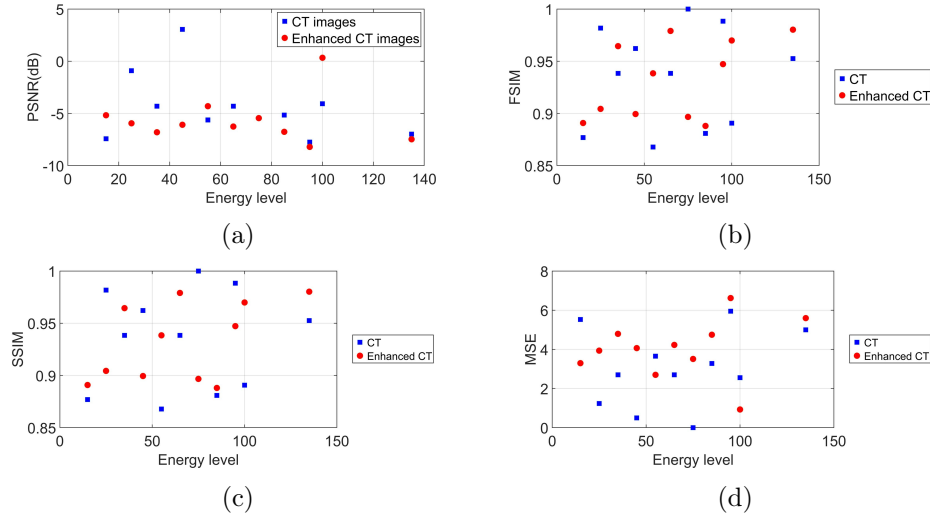 5
0
-5
-10
PSNR(dB)
0 20 40 60 80 100 120 140
Energy level
CT images
Enhanced CT images
(a)
1
0.95
0.9
0.85
FSIM
0 50 100 150
Energy level
CT
Enhanced CT
(b)
1
0.95
0.9
0.85
SSIM
0 50 100 150
Energy level
CT
Enhanced CT
(c)
8
6
4
2
0
MSE
0 50 100 150
Energy level
CT
Enhanced CT
(d)